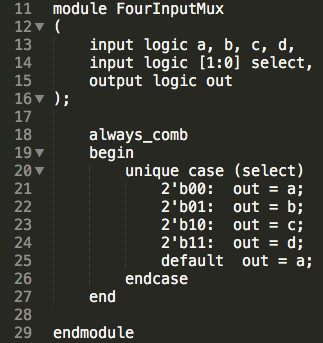 11 module FourInputMux
12 (
13     input logic a, b, c, d,
14     input logic [1:0] select,
15     output logic out
16 );
17
18     always_comb
19     begin
20         unique case (select)
21             2'b00:  out = a;
22             2'b01:  out = b;
23             2'b10:  out = c;
24             2'b11:  out = d;
25             default  out = a;
26         endcase
27     end
28
29 endmodule